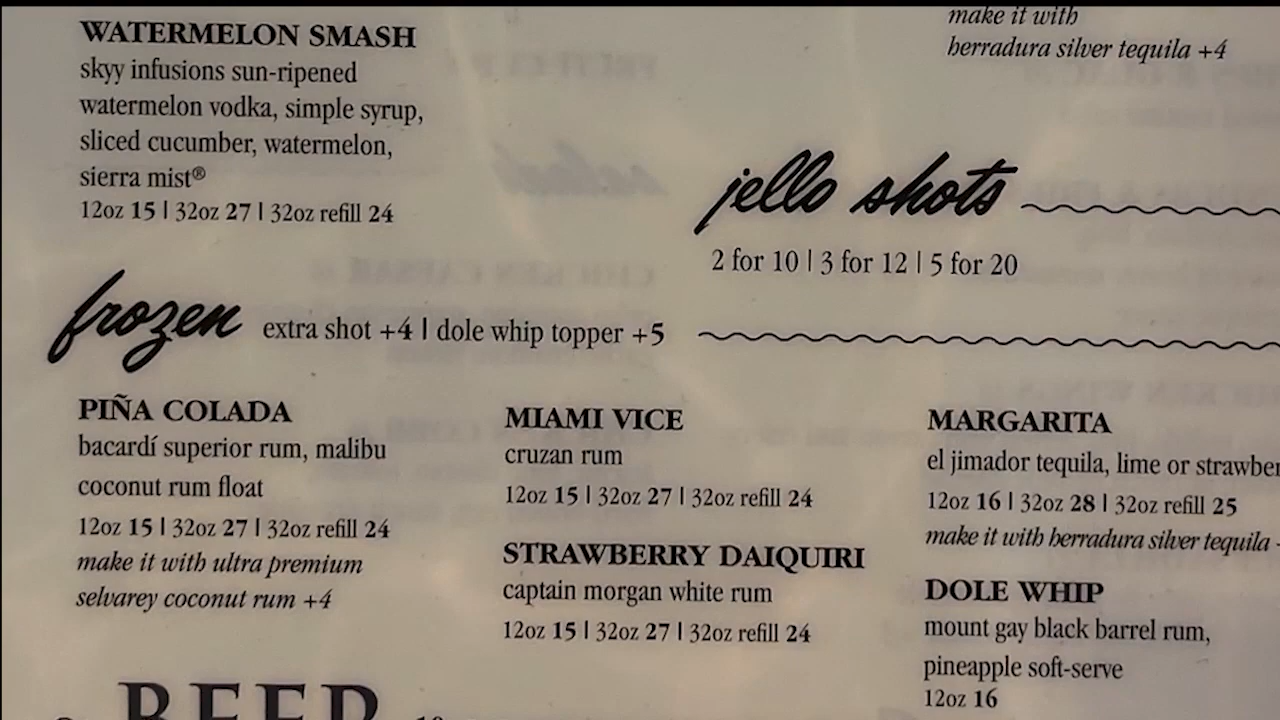 WATERMELON SMASH
skyy infusions sun-ripened
watermelon vodka, simple syrup,
sliced cucumber, watermelon,
sierra mist®
12oz 15 | 32oz 27 | 32oz refill 24
make it with
herradura silver tequila +4
jello shots
2 for 10 | 3 for 12 | 5 for 20
frozen extra shot +4 | dole whip topper +5
PIÑA COLADA
bacardí superior rum, malibu
coconut rum float
12oz 15 | 32oz 27 | 32oz refill 24
make it with ultra premium
selvarey coconut rum +4
MIAMI VICE
cruzan rum
12oz 15 | 32oz 27 | 32oz refill 24
STRAWBERRY DAIQUIRI
captain morgan white rum
12oz 15 | 32oz 27 | 32oz refill 24
MARGARITA
el jimador tequila, lime or
12oz 16 | 32oz 28 | 32oz refill 25
make it with herradura silver tequila
DOLE WHIP
mount gay black barrel rum,
pineapple soft-serve
12oz 16
BEER